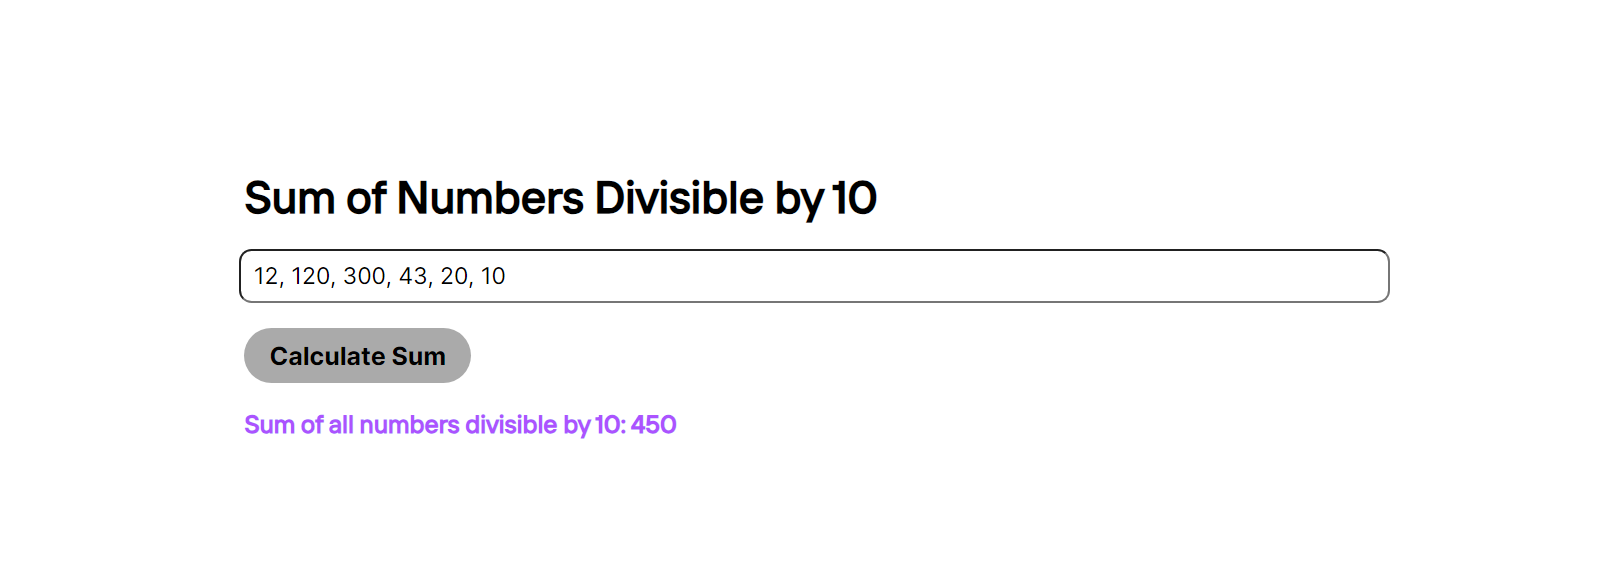 Sum of Numbers Divisible by 10
12, 120, 300, 43, 20, 10
Calculate Sum
Sum of all numbers divisible by 10: 450